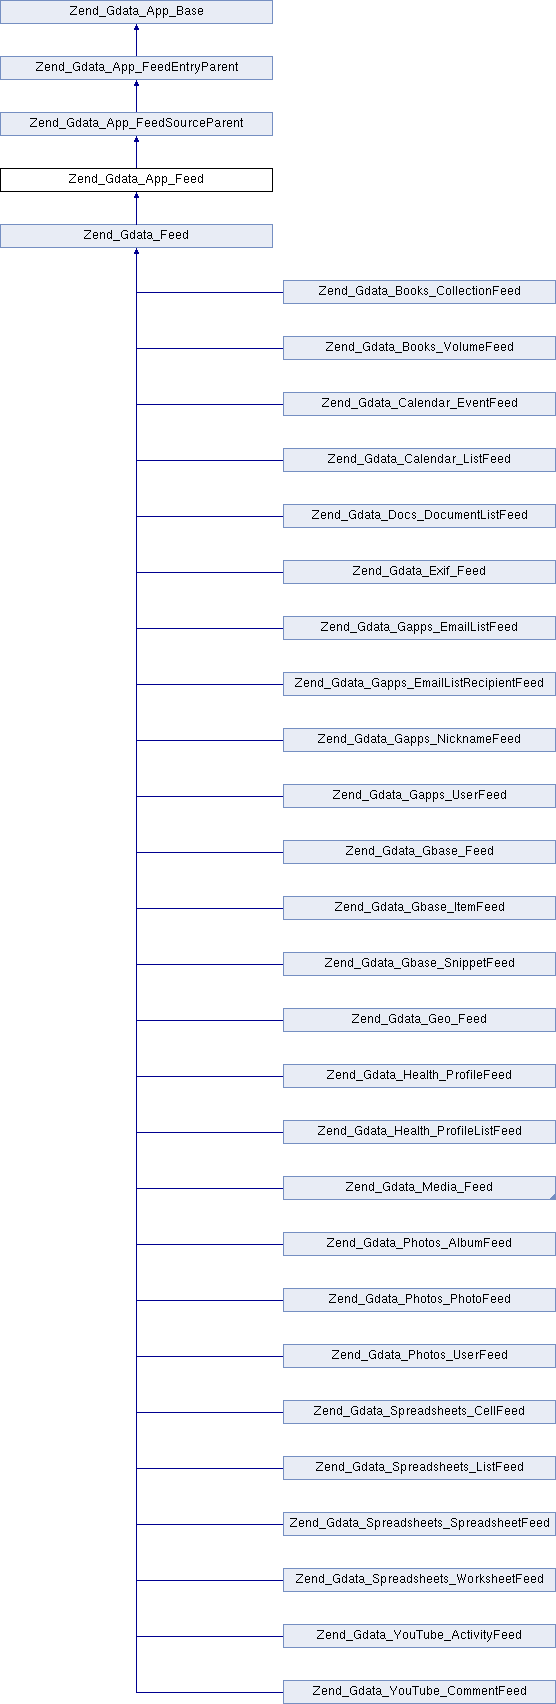 Zend_Gdata_App_Base
Zend_Gdata_App_FeedEntryParent
Zend_Gdata_App_FeedSourceParent
Zend_Gdata_App_Feed
Zend_Gdata_Feed
Zend_Gdata_Books_CollectionFeed
Zend_Gdata_Books_VolumeFeed
Zend_Gdata_Calendar_EventFeed
Zend_Gdata_Calendar_ListFeed
Zend_Gdata_Docs_DocumentListFeed
Zend_Gdata_Exif_Feed
Zend_Gdata_Gapps_EmailListFeed
Zend_Gdata_Gapps_EmailListRecipientFeed
Zend_Gdata_Gapps_NicknameFeed
Zend_Gdata_Gapps_UserFeed
Zend_Gdata_Gbase_Feed
Zend_Gdata_Gbase_ItemFeed
Zend_Gdata_Gbase_SnippetFeed
Zend_Gdata_Geo_Feed
Zend_Gdata_Health_ProfileFeed
Zend_Gdata_Health_ProfileListFeed
Zend_Gdata_Media_Feed
Zend_Gdata_Photos_AlbumFeed
Zend_Gdata_Photos_PhotoFeed
Zend_Gdata_Photos_UserFeed
Zend_Gdata_Spreadsheets_CellFeed
Zend_Gdata_Spreadsheets_ListFeed
Zend_Gdata_Spreadsheets_SpreadsheetFeed
Zend_Gdata_Spreadsheets_WorksheetFeed
Zend_Gdata_YouTube_ActivityFeed
Zend_Gdata_YouTube_CommentFeed